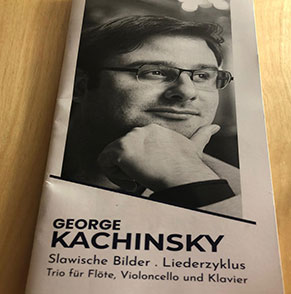 GEORGE
KACHINSKY
Slawische Bilder . Liederzyklus
Trio für Flöte, Violoncello und Klavier